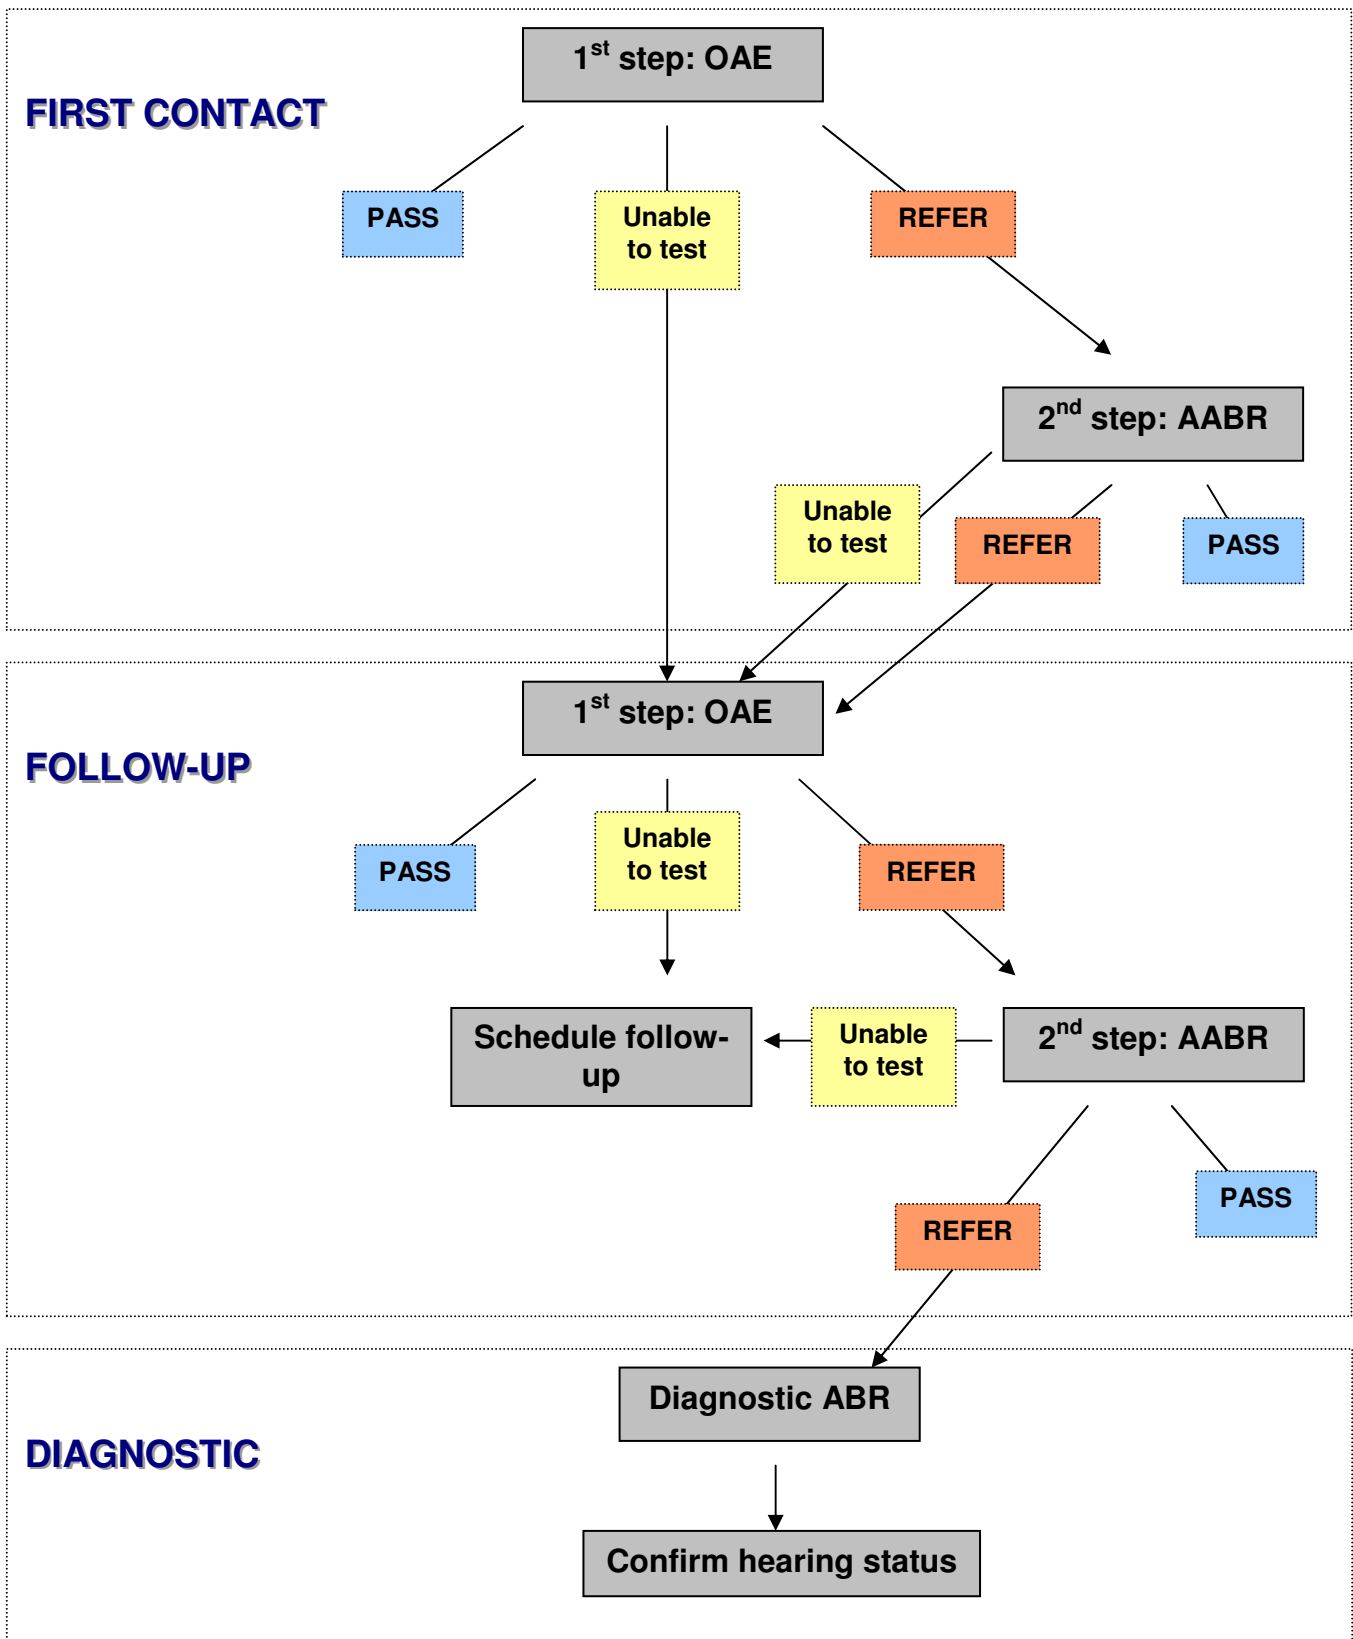 1st step: OAE
FIRST CONTACT
PASS
Unable
to test
REFER
2nd step: AABR
Unable
to test
REFER
PASS
1st step: OAE
FOLLOW-UP
PASS
Unable
to test
REFER
Schedule follow-
up
Unable
to test
2nd step: AABR
REFER
PASS
Diagnostic ABR
DIAGNOSTIC
Confirm hearing status